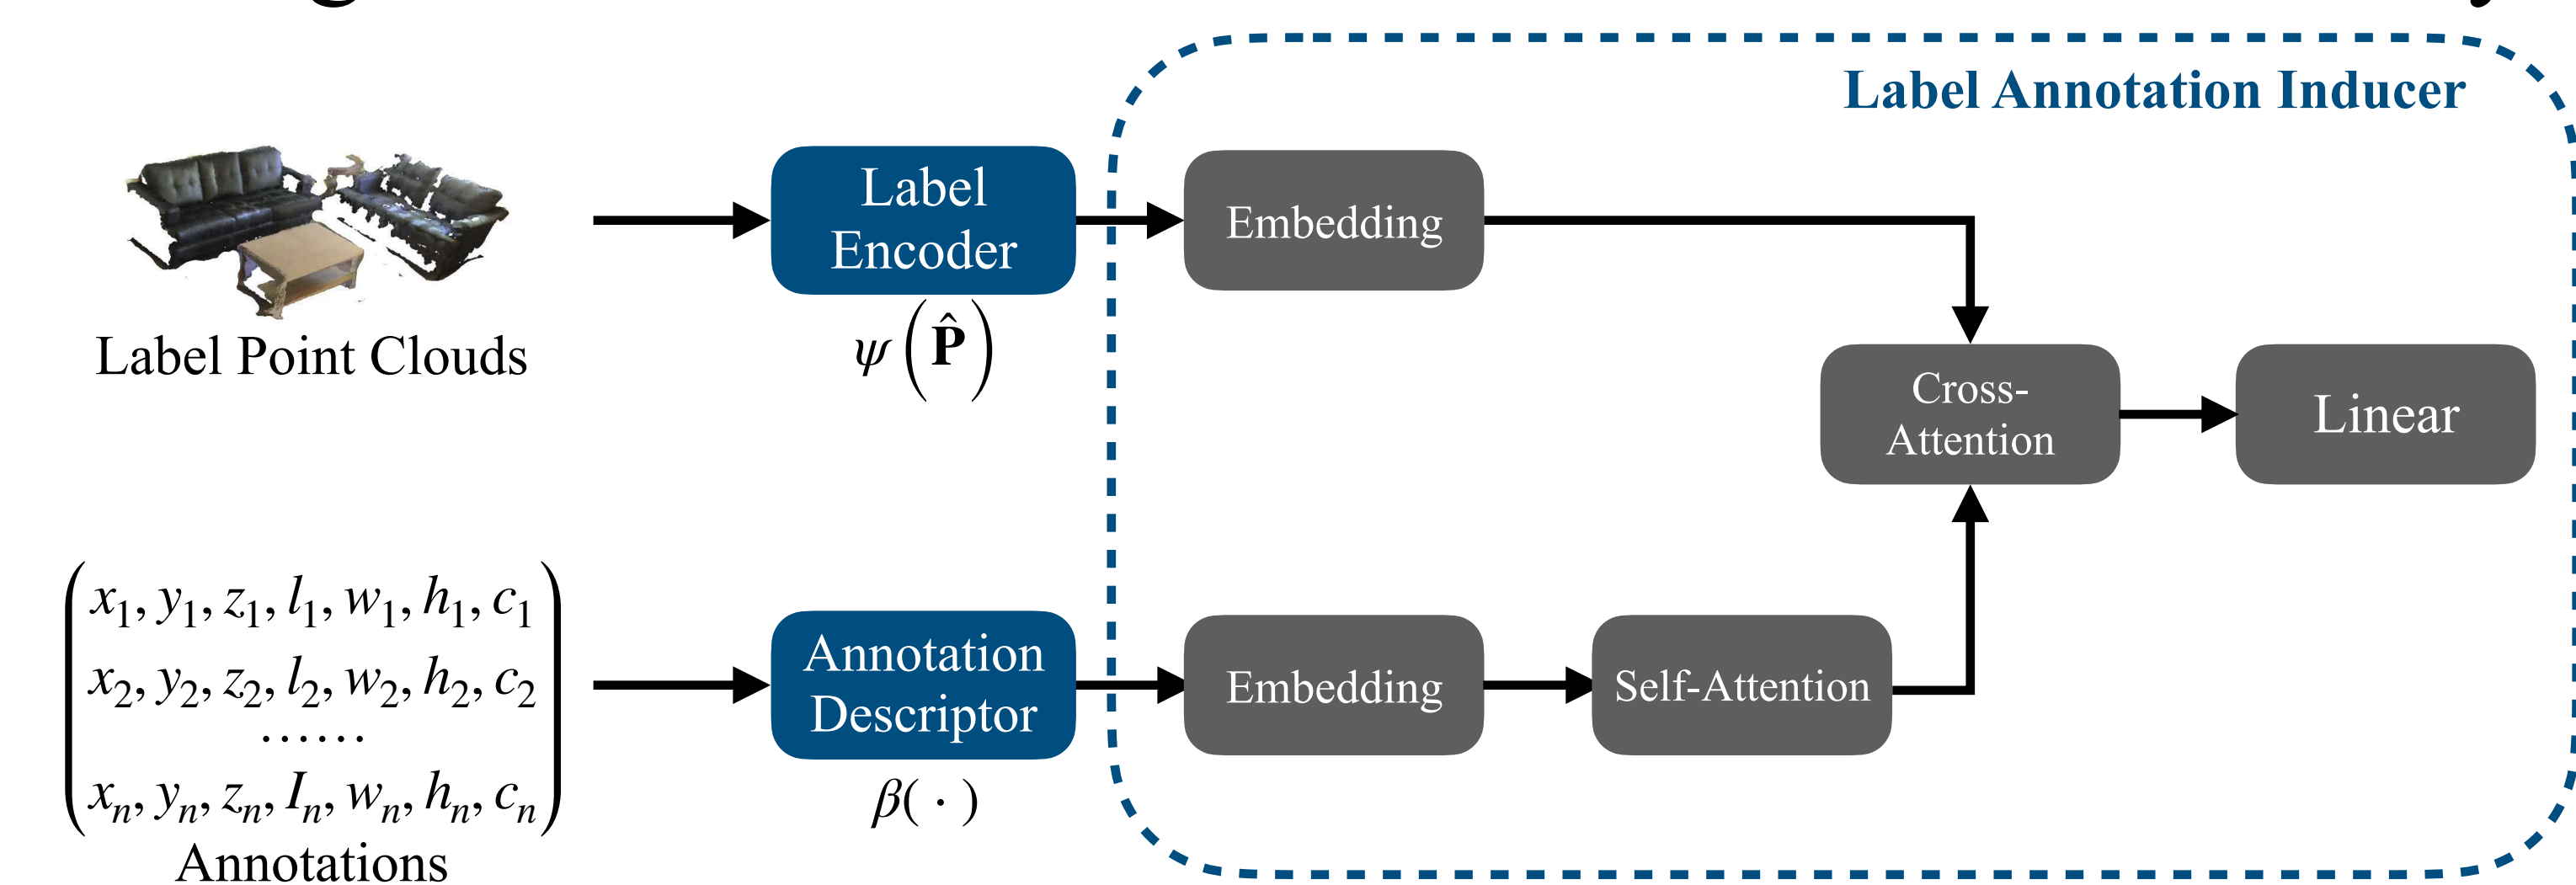 Label Annotation Inducer
Label
Encoder
Embedding
ψ(P̂)
Label Point Clouds
Cross-
Attention
Linear
x₁, y₁, z₁, l₁, w₁, h₁, c₁
x₂, y₂, z₂, l₂, w₂, h₂, c₂
······
xₙ, yₙ, zₙ, Iₙ, wₙ, hₙ, cₙ
Annotations
Annotation
Descriptor
β( · )
Embedding
Self-Attention